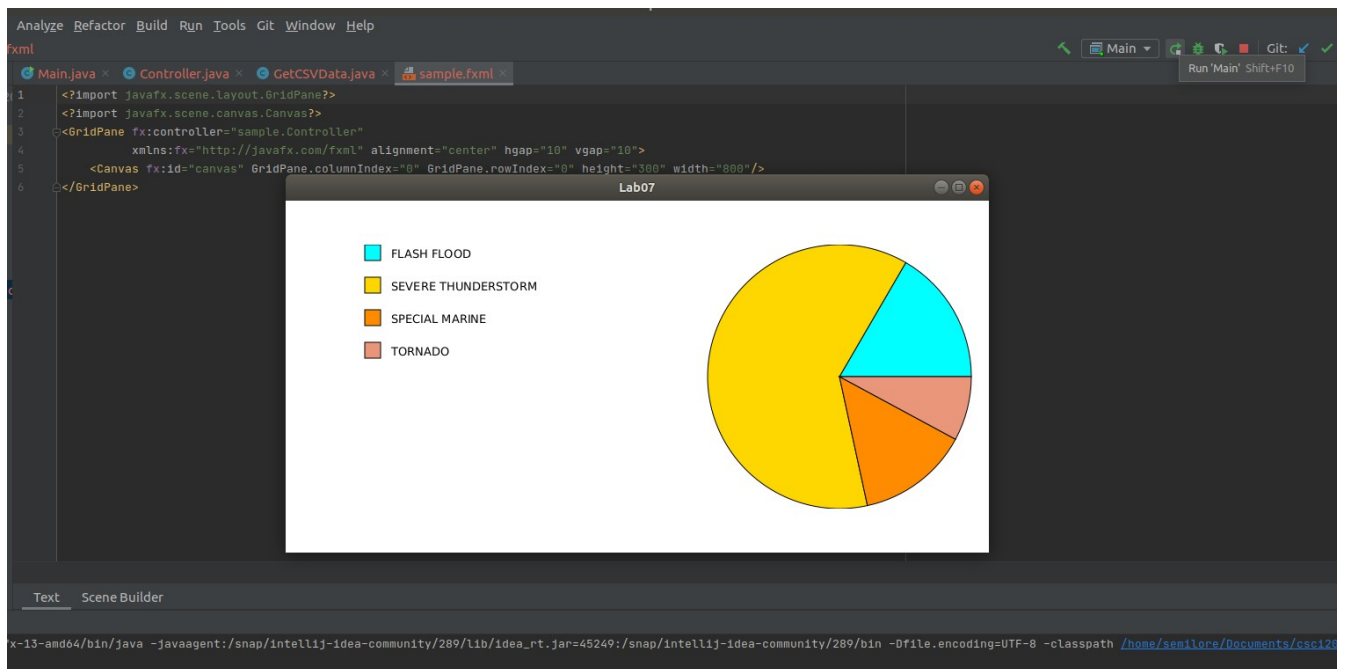 Analyze Refactor Build Run Tools Git Window Help
fxml
Main Git:
Main.java Controller.java GetCSVData.java sample.fxml
Run 'Main' Shift+F10
1 <?import javafx.scene.layout.GridPane?>
2 <?import javafx.scene.canvas.Canvas?>
3 <GridPane fx:controller="sample.Controller"
4 xmlns:fx="http://javafx.com/fxml" alignment="center" hgap="10" vgap="10">
5 <Canvas fx:id="canvas" GridPane.columnIndex="0" GridPane.rowIndex="0" height="300" width="800"/>
6 </GridPane>
Lab07
FLASH FLOOD
SEVERE THUNDERSTORM
SPECIAL MARINE
TORNADO
Text Scene Builder
x-13-amd64/bin/java -javaagent:/snap/intellij-idea-community/289/lib/idea_rt.jar=45249:/snap/intellij-idea-community/289/bin -Dfile.encoding=UTF-8 -classpath /home/semilore/Documents/csci20